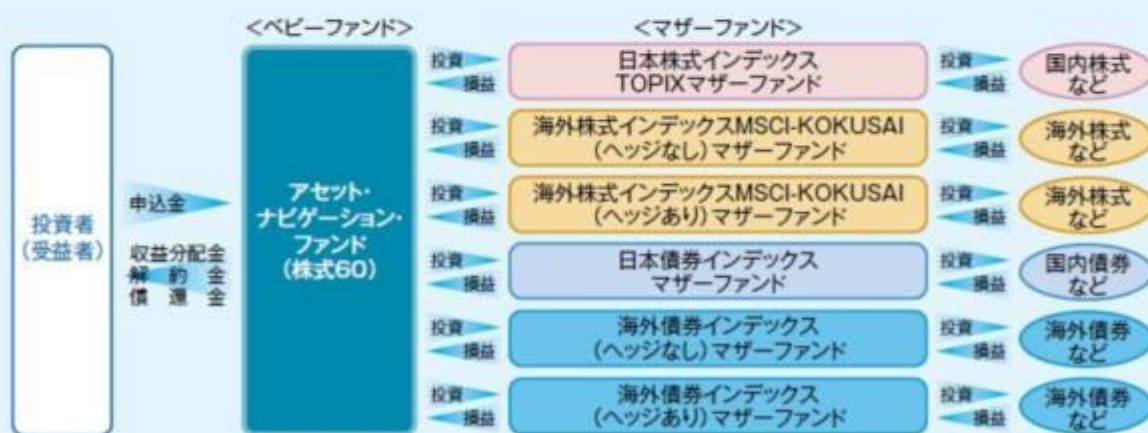 <ベビーファンド>
<マザーファンド>
投資者
(受益者)
申込金
収益分配金
解約金
償還金
アセット・
ナビゲーション・
ファンド
(株式60)
投資
損益
日本株式インデックス
TOPIXマザーファンド
投資
損益
国内株式
など
投資
損益
海外株式インデックスMSCI-KOKUSAI
(ヘッジなし)マザーファンド
投資
損益
海外株式
など
投資
損益
海外株式インデックスMSCI-KOKUSAI
(ヘッジあり)マザーファンド
投資
損益
海外株式
など
投資
損益
日本債券インデックス
マザーファンド
投資
損益
国内債券
など
投資
損益
海外債券インデックス
(ヘッジなし)マザーファンド
投資
損益
海外債券
など
投資
損益
海外債券インデックス
(ヘッジあり)マザーファンド
投資
損益
海外債券
など